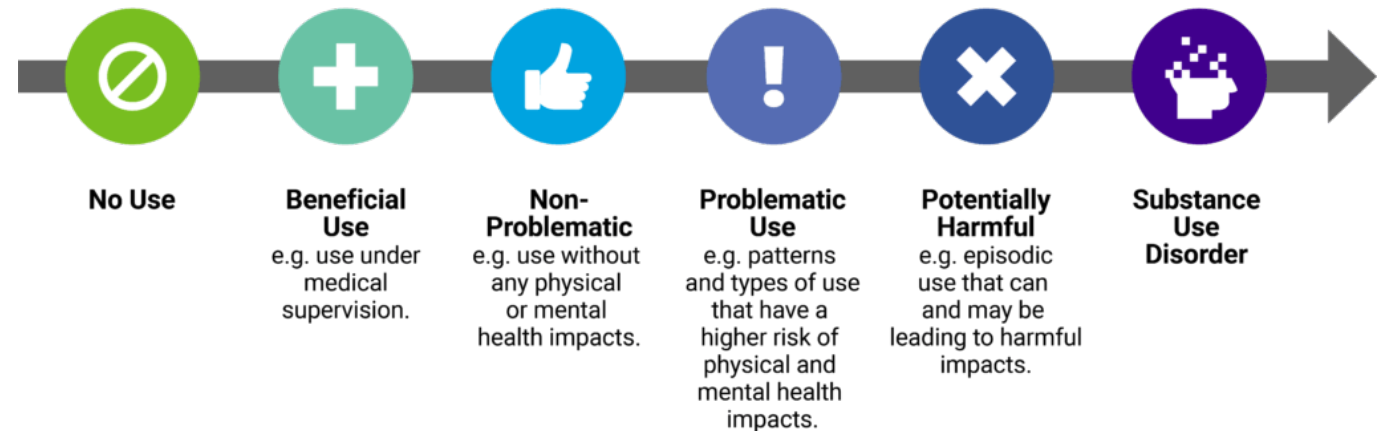 No Use
Beneficial
Use
e.g. use under
medical
supervision.
Non-
Problematic
e.g. use without
any physical
or mental
health impacts.
Problematic
Use
e.g. patterns
and types of use
that have a
higher risk of
physical and
mental health
impacts.
Potentially
Harmful
e.g. episodic
use that can
and may be
leading to harmful
impacts.
Substance
Use
Disorder